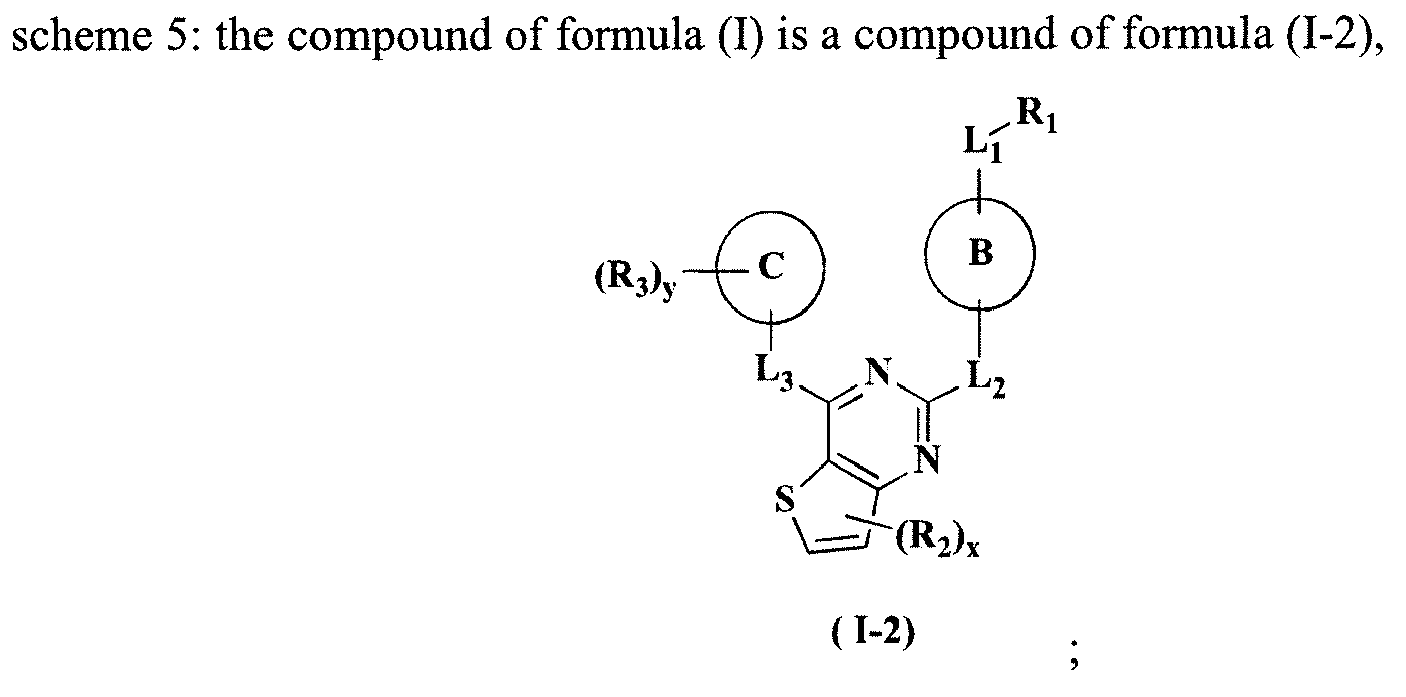 scheme 5: the compound of formula (I) is a compound of formula (I-2),
R1
L1
B
C
(R3)y
L3
N
L2
N
S
(R2)x
( I-2)
;